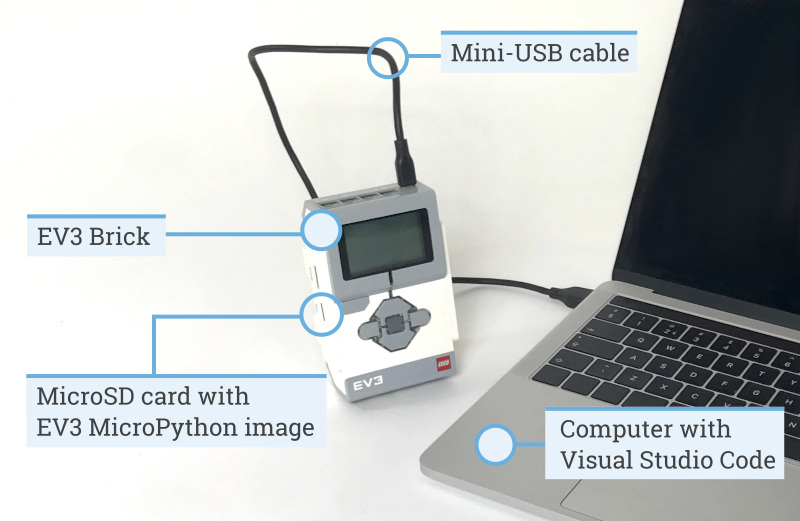 Mini-USB cable
EV3 Brick
MicroSD card with
EV3 MicroPython image
EV3
LEGO
Computer with
Visual Studio Code
Q W E R T Y
A S D F G
Z X C V